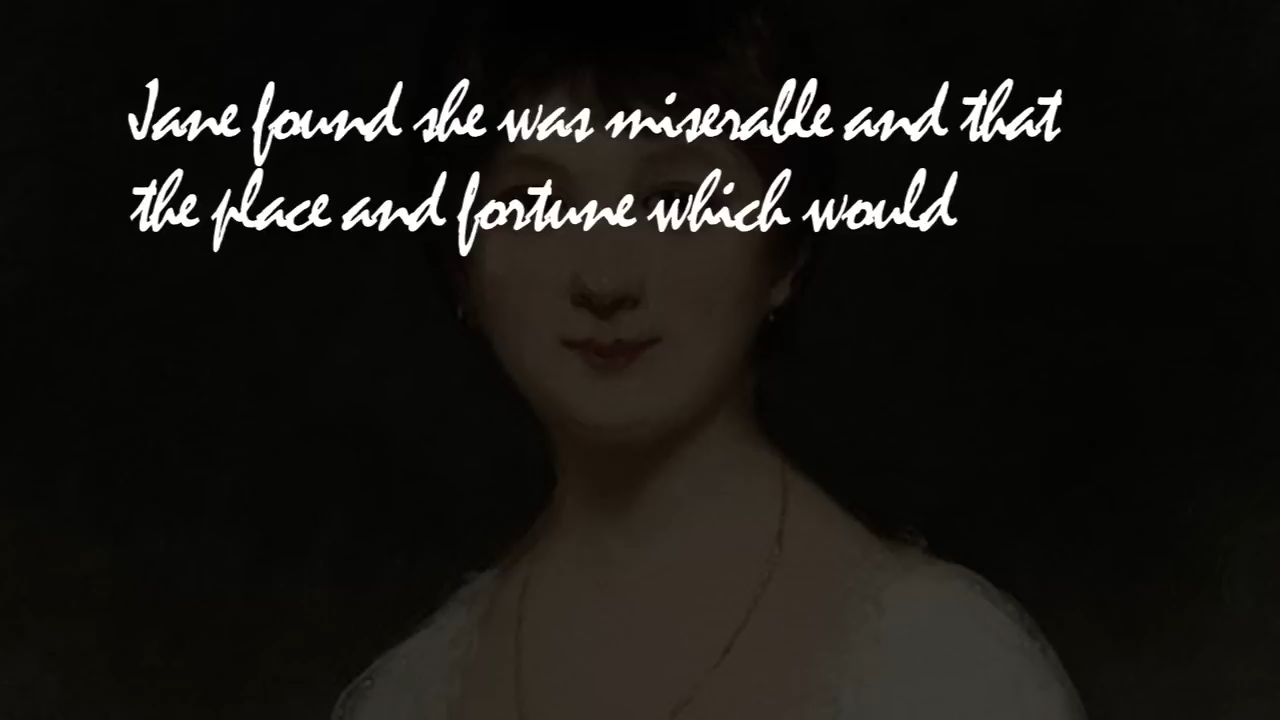 Jane found she was miserable and that
the place and fortune which would